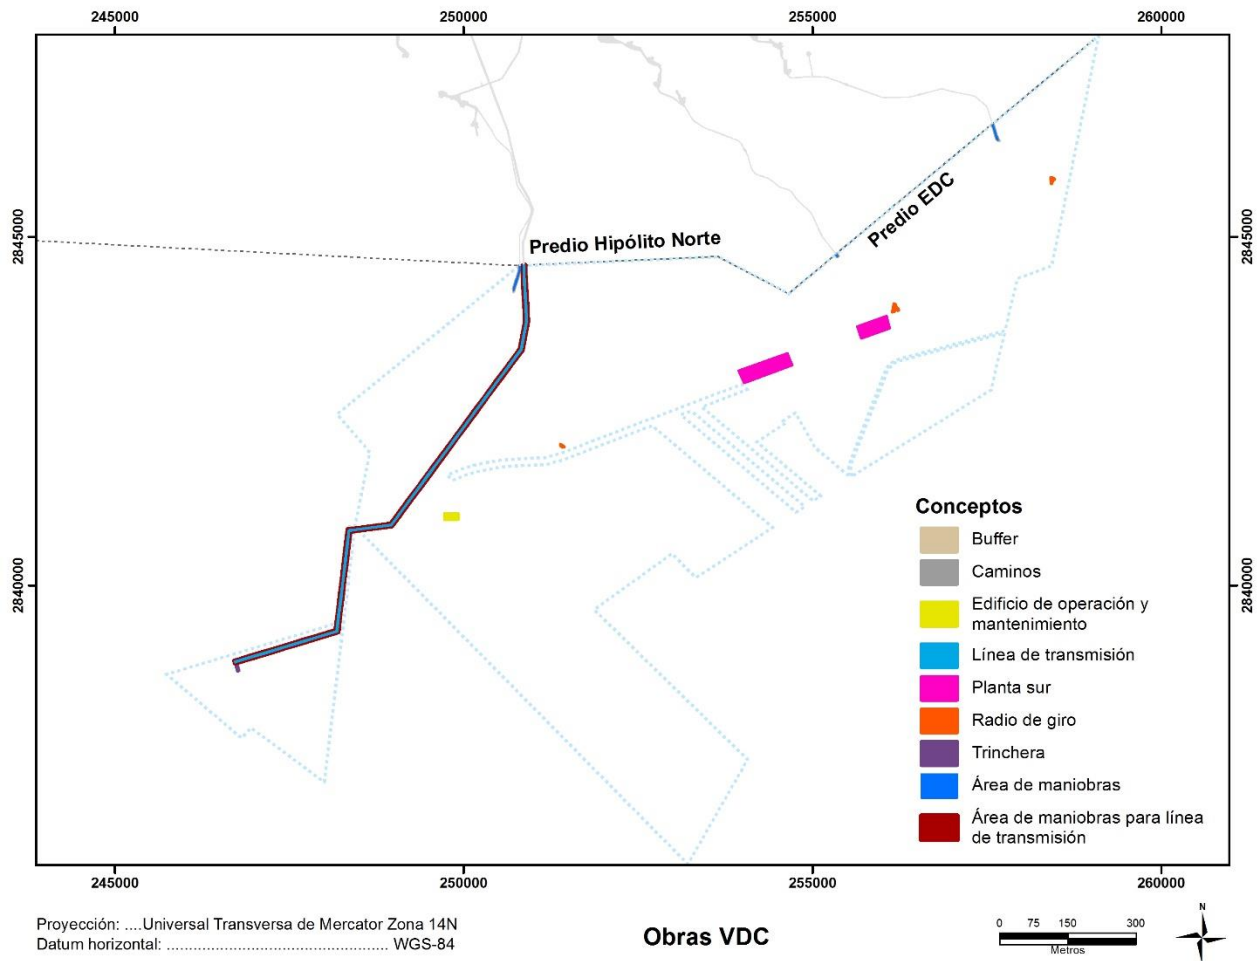 245000 250000 255000 260000
2845000 2845000
Predio Hipólito Norte
Predio EDC
2840000 2840000
Conceptos
Buffer
Caminos
Edificio de operación y
mantenimiento
Línea de transmisión
Planta sur
Radio de giro
Trinchera
Área de maniobras
Área de maniobras para línea
de transmisión
245000 250000 255000 260000
Proyección: ....Universal Transversa de Mercator Zona 14N
Datum horizontal: ............................................. WGS-84
Obras VDC
0 75 150 300
Metros
N